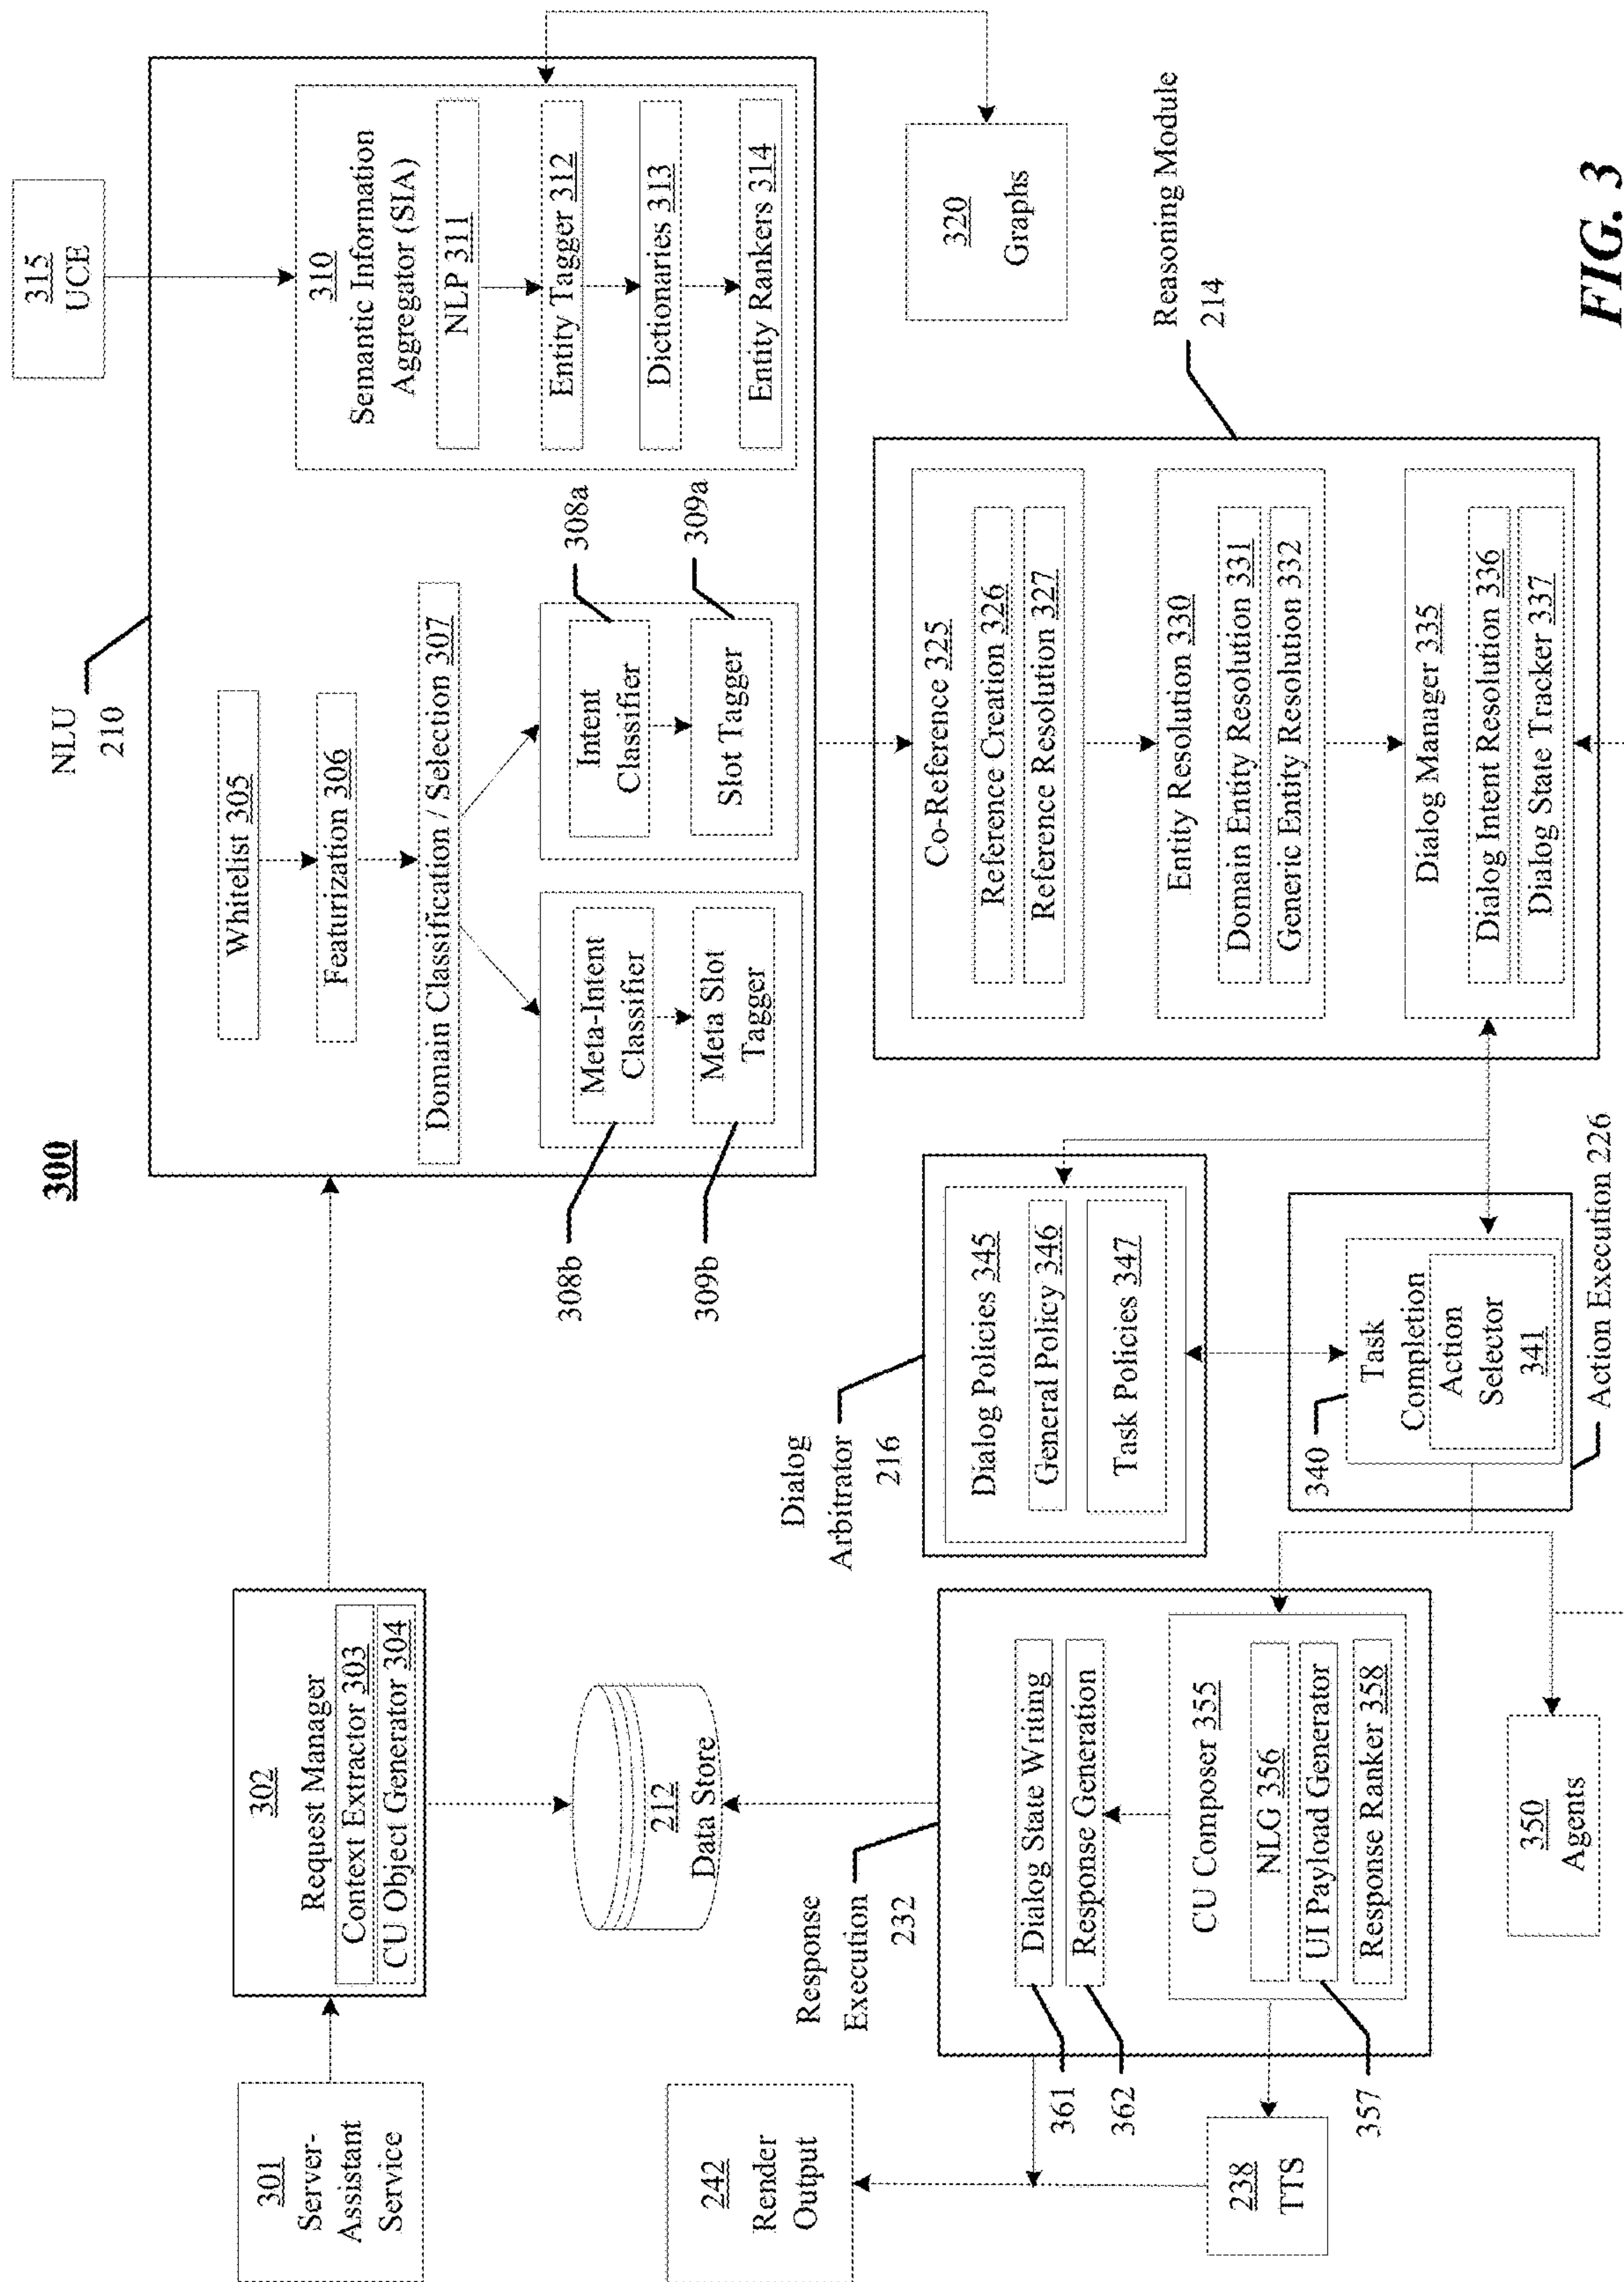 300
301
Server-
Assistant
Service
302
Request Manager
Context Extractor 303
CU Object Generator 304
212
Data Store
NLU
210
Whitelist 305
Featurization 306
Domain Classification / Selection 307
Meta-Intent
Classifier
Meta Slot
Tagger
308b
309b
Intent
Classifier
Slot Tagger
308a
309a
310
Semantic Information
Aggregator (SIA)
NLP 311
Entity Tagger 312
Dictionaries 313
Entity Rankers 314
315
UCE
320
Graphs
Reasoning Module
214
Co-Reference 325
Reference Creation 326
Reference Resolution 327
Entity Resolution 330
Domain Entity Resolution 331
Generic Entity Resolution 332
Dialog Manager 335
Dialog Intent Resolution 336
Dialog State Tracker 337
Dialog
Arbitrator
216
Dialog Policies 345
General Policy 346
Task Policies 347
340
Task
Completion
Action
Selector
341
Action Execution 226
Response
Execution
232
Dialog State Writing
Response Generation
CU Composer 355
NLG 356
UI Payload Generator
Response Ranker 358
361
362
357
242
Render
Output
238
TTS
350
Agents
FIG. 3